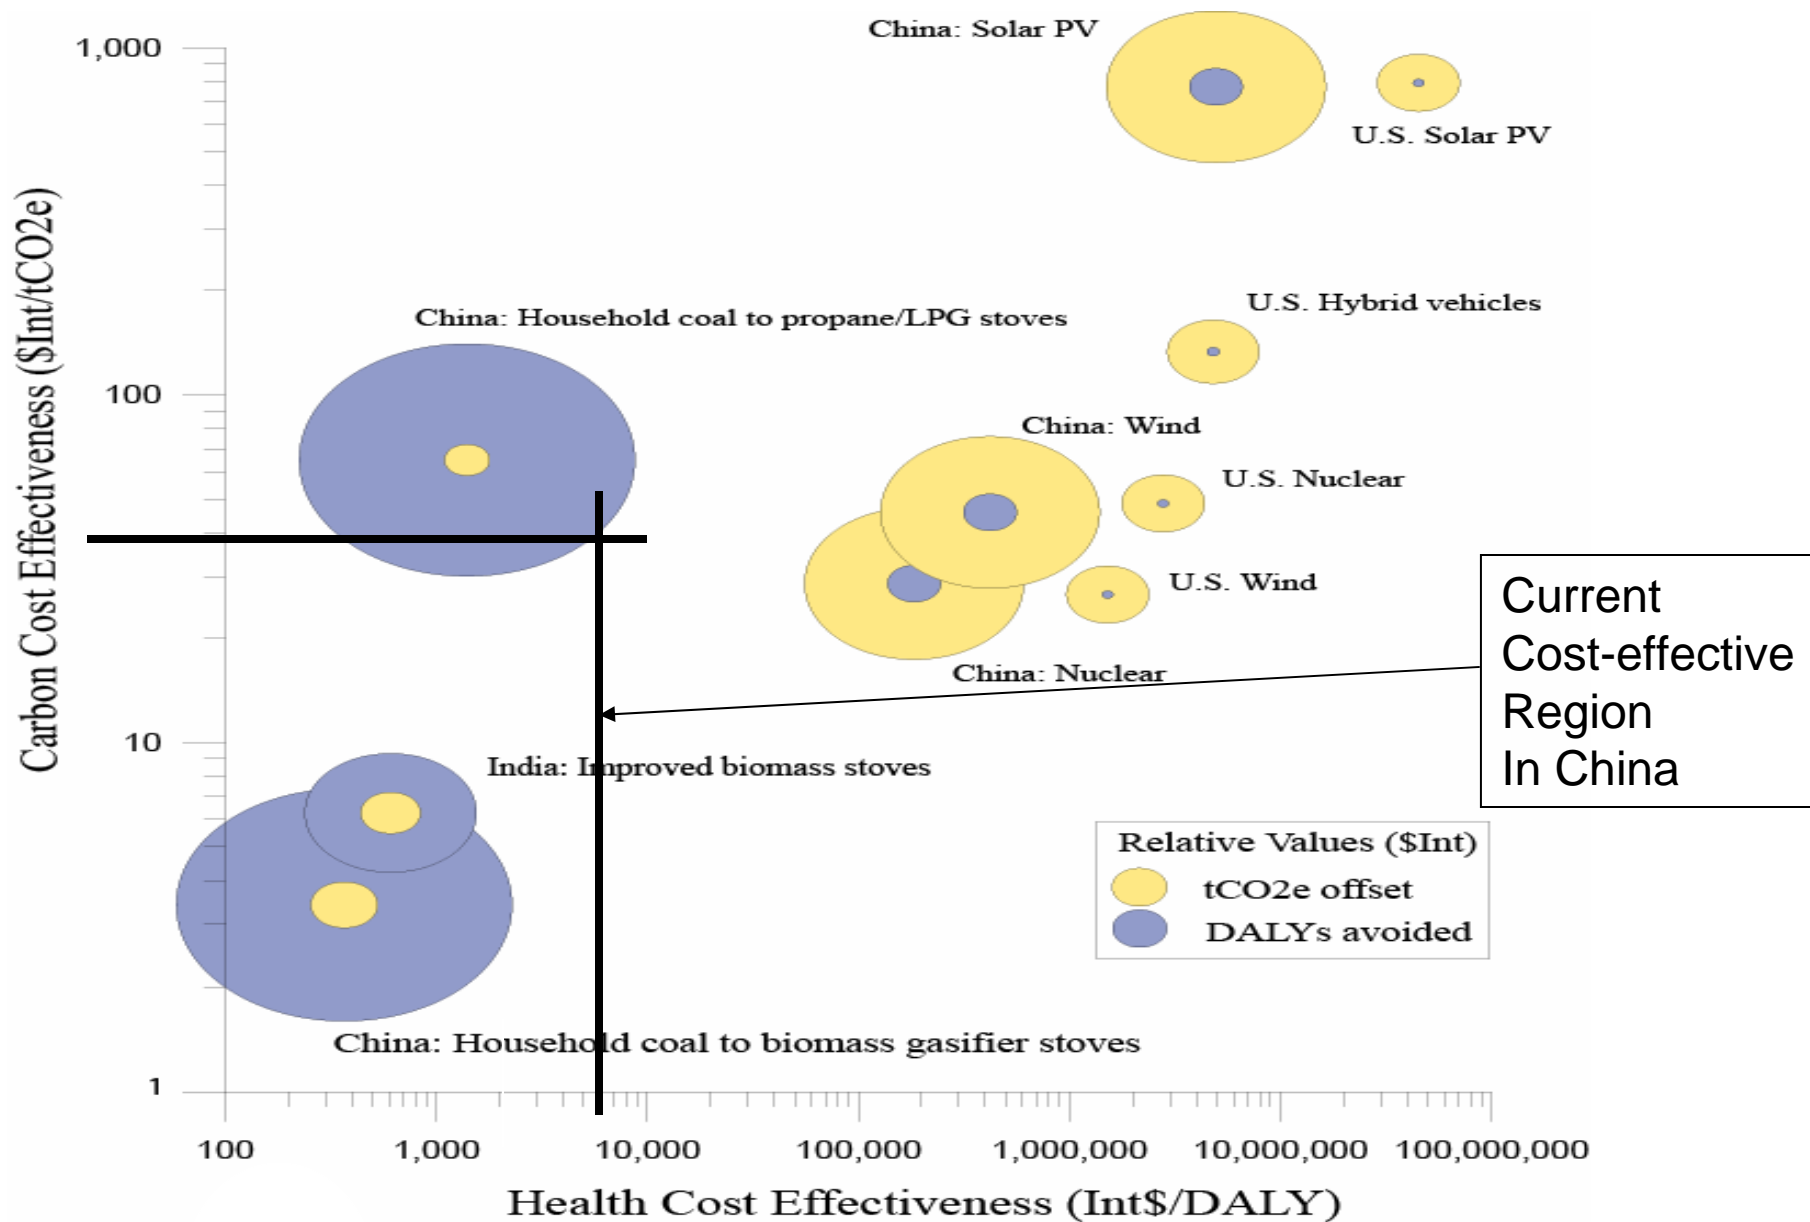 China: Solar PV
1,000
U.S. Solar PV
U.S. Hybrid vehicles
China: Household coal to propane/LPG stoves
100
China: Wind
U.S. Nuclear
U.S. Wind
Current
Cost-effective
Region
In China
China: Nuclear
10
India: Improved biomass stoves
Relative Values ($Int)
tCO2e offset
DALYs avoided
China: Household coal to biomass gasifier stoves
1
Carbon Cost Effectiveness ($Int/tCO2e)
100 1,000 10,000 100,000 1,000,000 10,000,000 100,000,000
Health Cost Effectiveness (Int$/DALY)